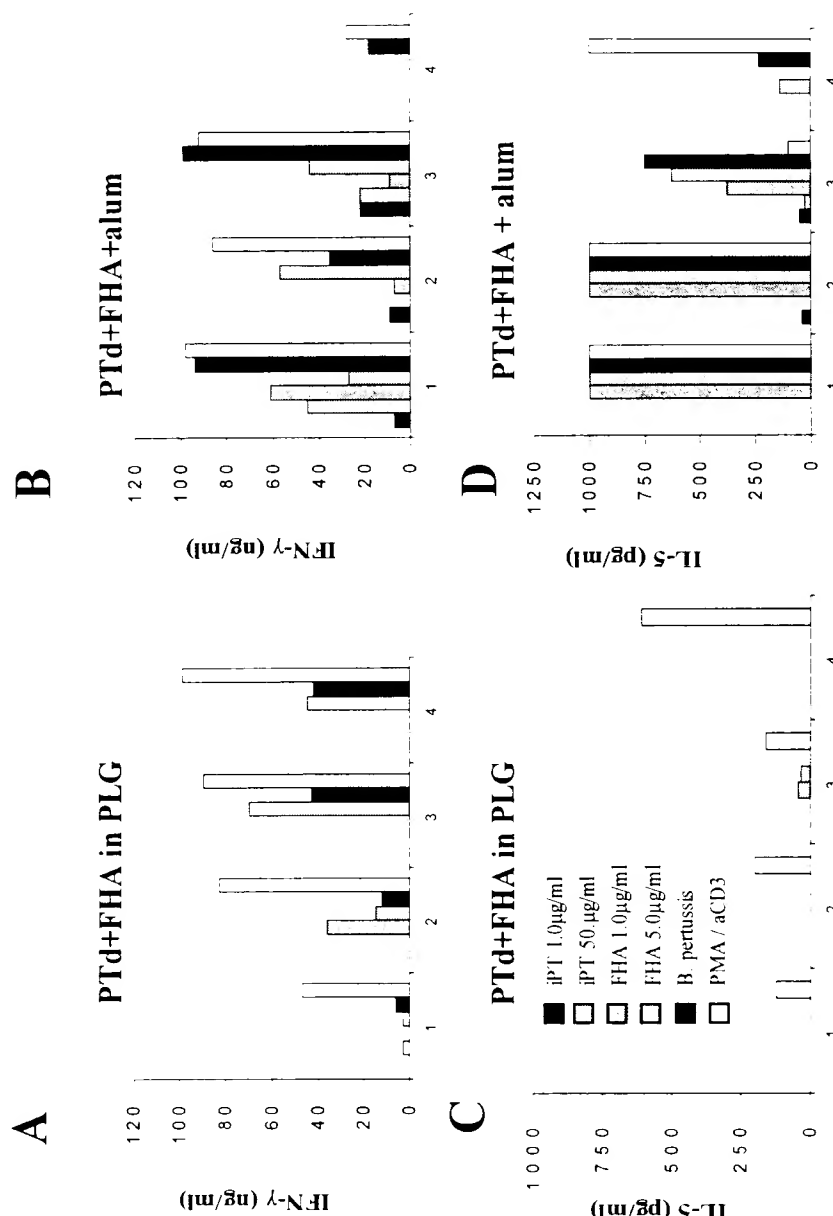 A
PTd+FHA in PLG
IFN-γ (ng/ml)
120
100
80
60
40
20
0
1
2
3
4
B
PTd+FHA+alum
IFN-γ (ng/ml)
120
100
80
60
40
20
0
1
2
3
4
C
PTd+FHA in PLG
IL-5 (pg/ml)
1000
750
500
250
0
1
2
3
4
iPT 1.0µg/ml
iPT 50.µg/ml
FHA 1.0µg/ml
FHA 5.0µg/ml
B. pertussis
PMA / aCD3
D
PTd+FHA + alum
IL-5 (pg/ml)
1250
1000
750
500
250
0
1
2
3
4